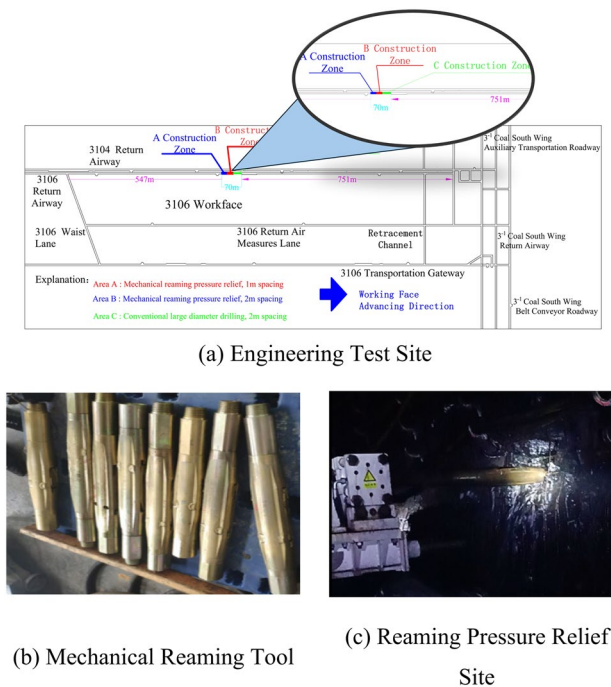 B Construction
Zone
A Construction
Zone
C Construction Zone
70m
751m
3104 Return
Airway
A Construction
Zone
B Construction
Zone
3⁻¹ Coal South Wing
Auxiliary Transportation Roadway
3106
Return
Airway
547m
70m
751m
3106 Workface
3106 Waist
Lane
3106 Return Air
Measures Lane
Retracement
Channel
3⁻¹ Coal South Wing
Return Airway
3106 Transportation Gateway
Explanation:
Area A : Mechanical reaming pressure relief, 1m spacing
Area B : Mechanical reaming pressure relief, 2m spacing
Area C : Conventional large diameter drilling, 2m spacing
Working Face
Advancing Direction
3⁻¹ Coal South Wing
Belt Conveyor Roadway
(a) Engineering Test Site
(b) Mechanical Reaming Tool
(c) Reaming Pressure Relief
Site